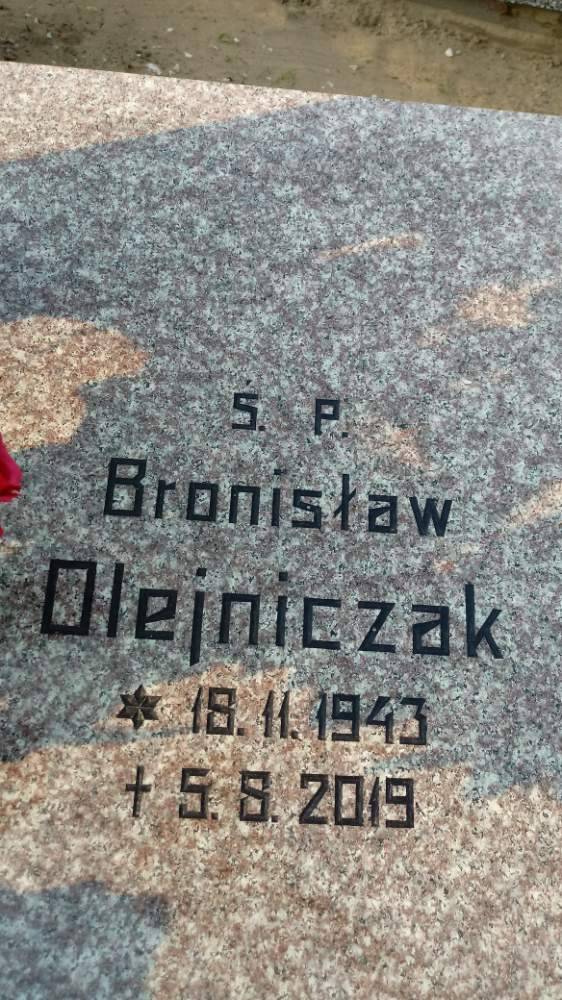 Ś. P.
Bronisław
Olejniczak
* 18. 11. 1943
† 5. 8. 2019